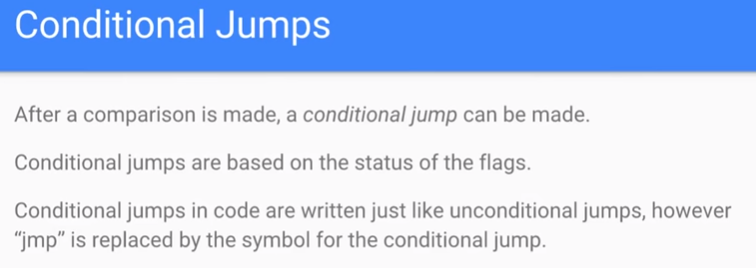 Conditional Jumps
After a comparison is made, a conditional jump can be made.
Conditional jumps are based on the status of the flags.
Conditional jumps in code are written just like unconditional jumps, however
“jmp” is replaced by the symbol for the conditional jump.